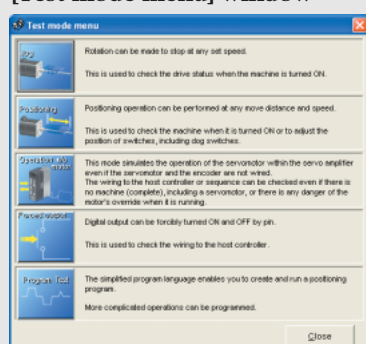 [Test mode menu] window
Test mode menu
Jog
Rotation can be made to stop at any set speed.
This is used to check the drive status when the machine is turned ON.
Positioning
Positioning operation can be performed at any move distance and speed.
This is used to check the machine when it is turned ON or to adjust the
position of switches, including dog switches.
Operation w/o
motor
This mode simulates the operation of the servomotor within the servo amplifier
even if the servomotor and the encoder are not wired.
The wiring to the host controller or sequence can be checked even if there is
no machine (complete), including a servomotor, or there is any danger of the
motor's override when it is running.
Forced output
Digital output can be forcibly turned ON and OFF by pin.
This is used to check the wiring to the host controller.
Program Test
The simplified program language enables you to create and run a positioning
program.
More complicated operations can be programmed.
Close